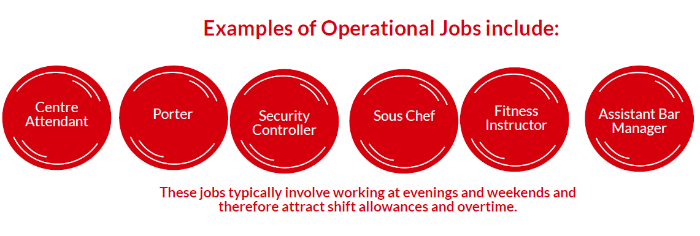 Examples of Operational Jobs include:
Centre
Attendant
Porter
Security
Controller
Sous Chef
Fitness
Instructor
Assistant Bar
Manager
These jobs typically involve working at evenings and weekends and
therefore attract shift allowances and overtime.